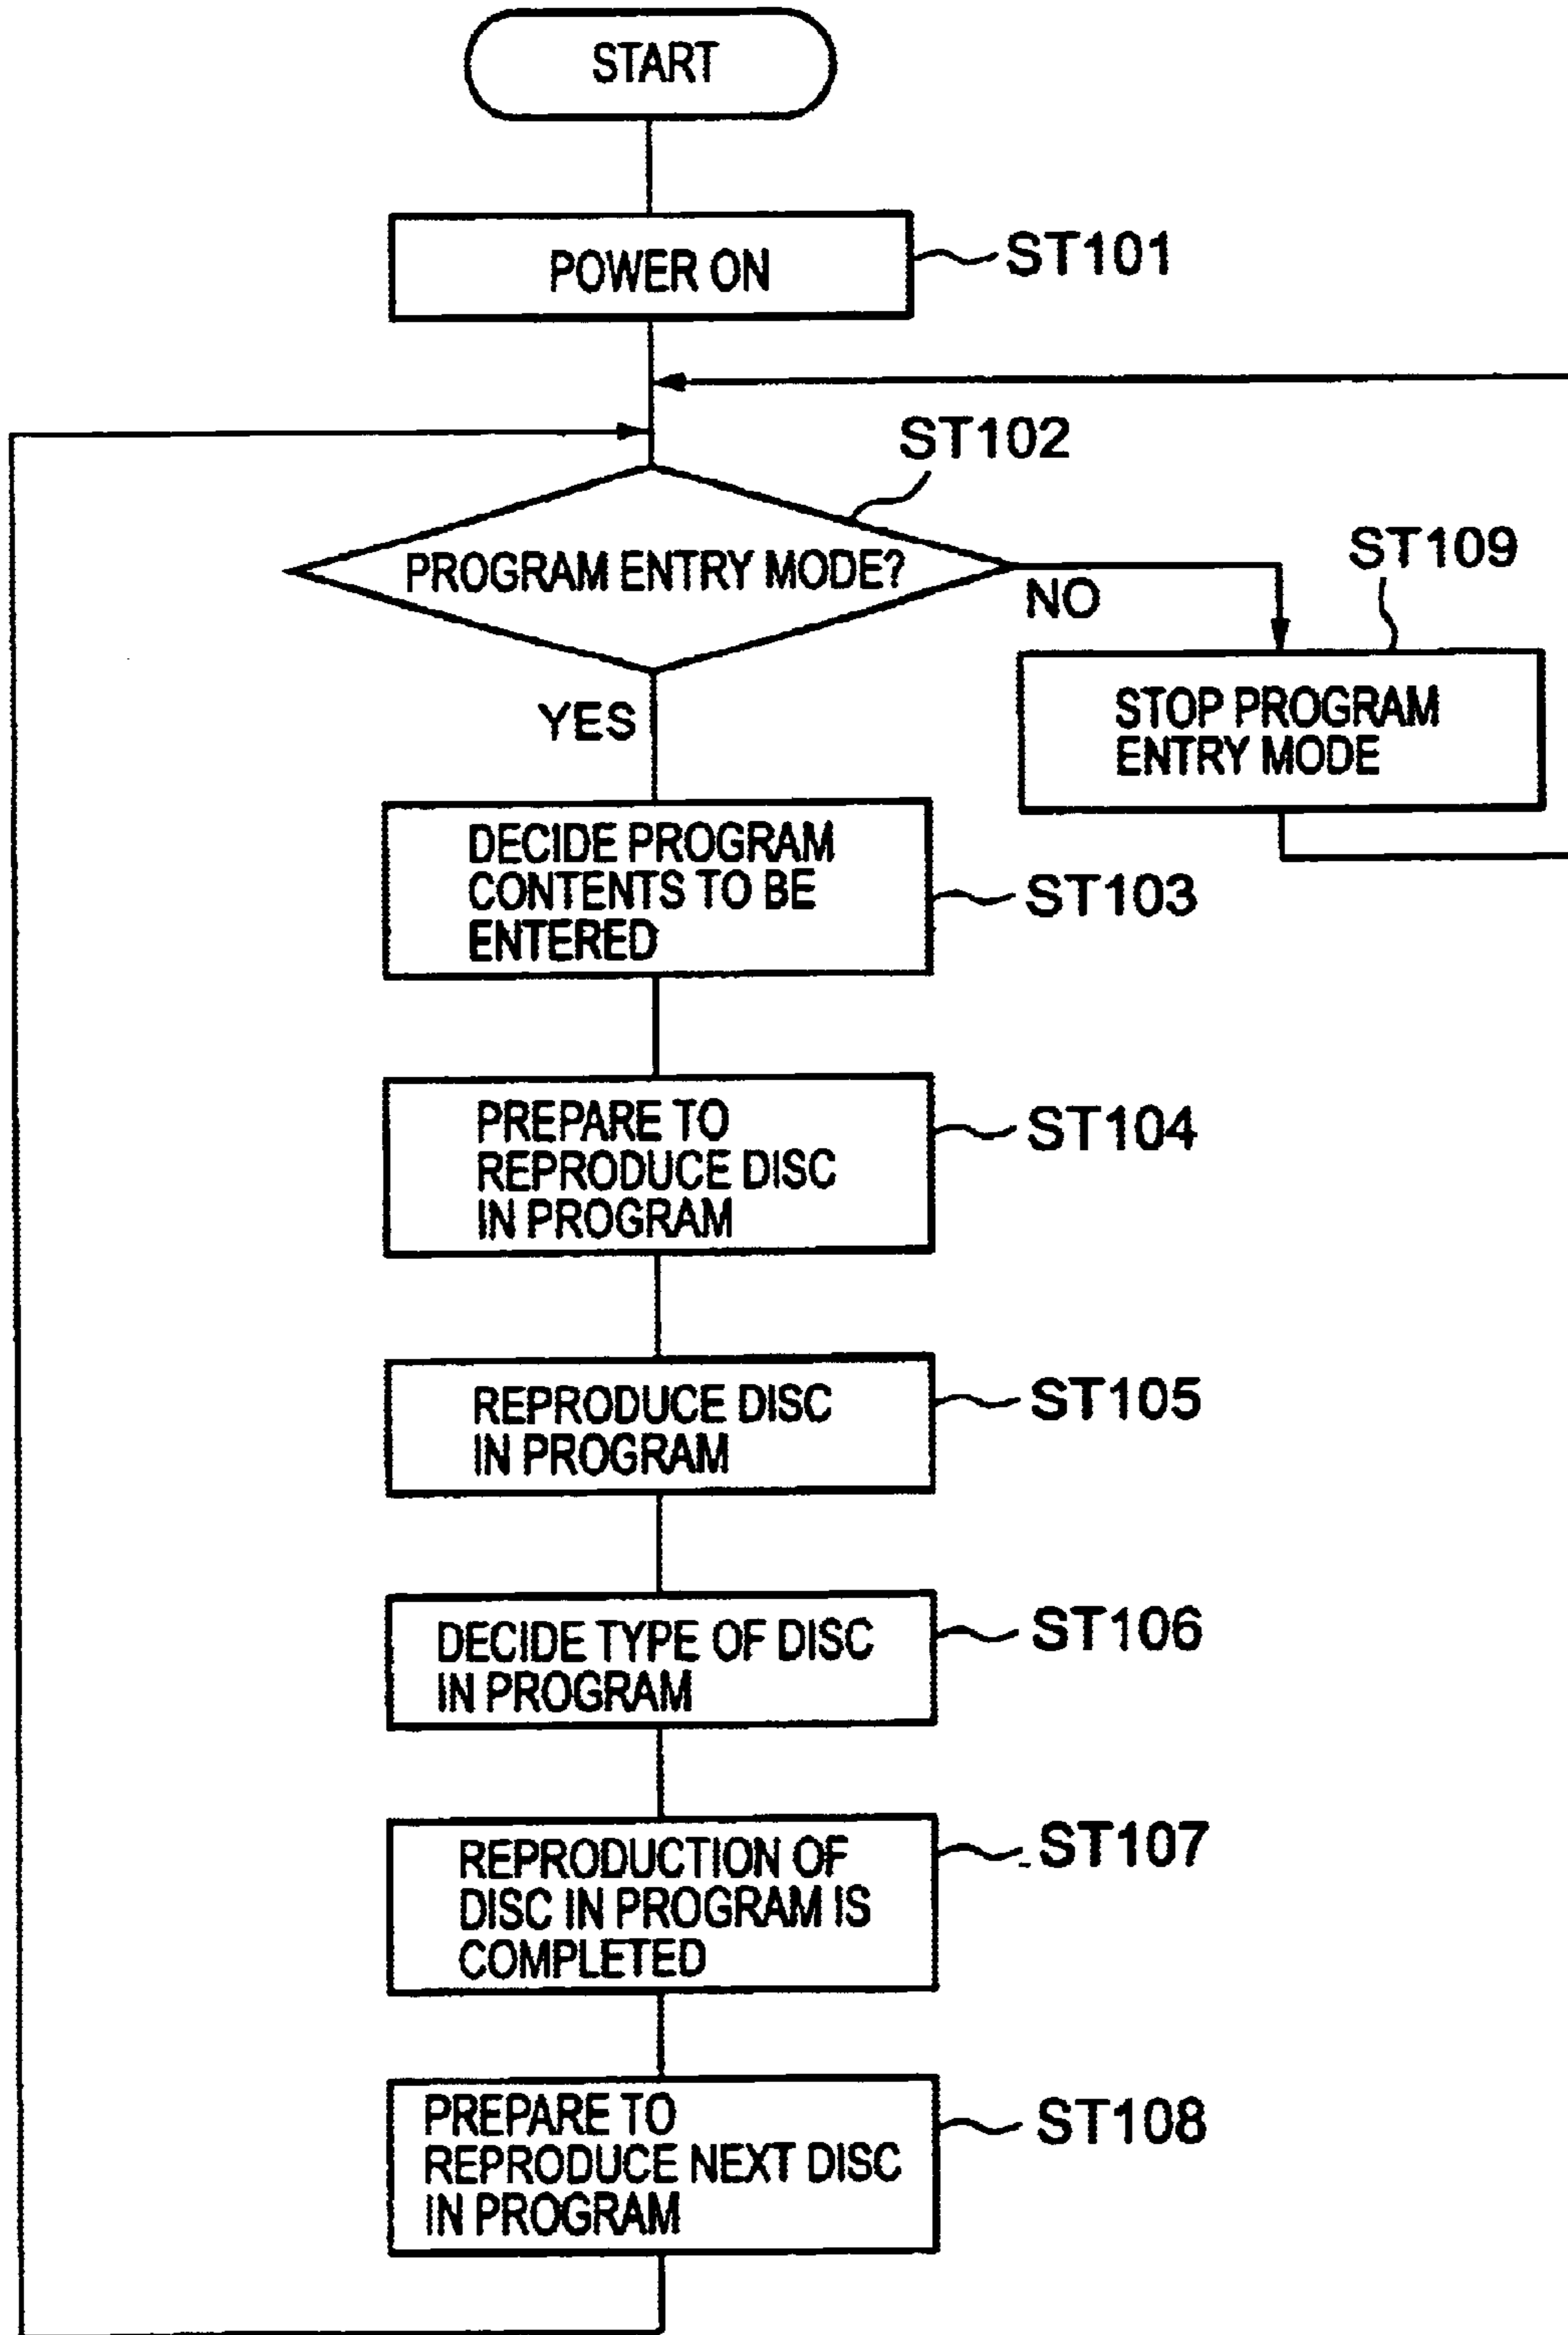 START
POWER ON
ST101
ST102
PROGRAM ENTRY MODE?
NO
ST109
STOP PROGRAM
ENTRY MODE
YES
DECIDE PROGRAM
CONTENTS TO BE
ENTERED
ST103
PREPARE TO
REPRODUCE DISC
IN PROGRAM
ST104
REPRODUCE DISC
IN PROGRAM
ST105
DECIDE TYPE OF DISC
IN PROGRAM
ST106
REPRODUCTION OF
DISC IN PROGRAM IS
COMPLETED
ST107
PREPARE TO
REPRODUCE NEXT DISC
IN PROGRAM
ST108